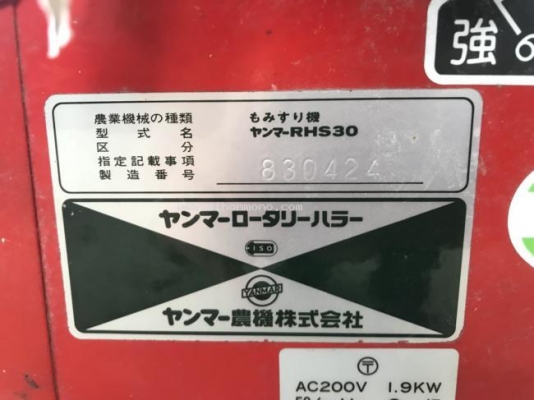 強
農業機械の種類 もみすり機
型式名 ヤンマーRHS30
区分
指定記載事項
製造番号 830424
ヤンマーロータリーハラー
ISO
YANMAR
ヤンマー農機株式会社
AC200V 1.9KW